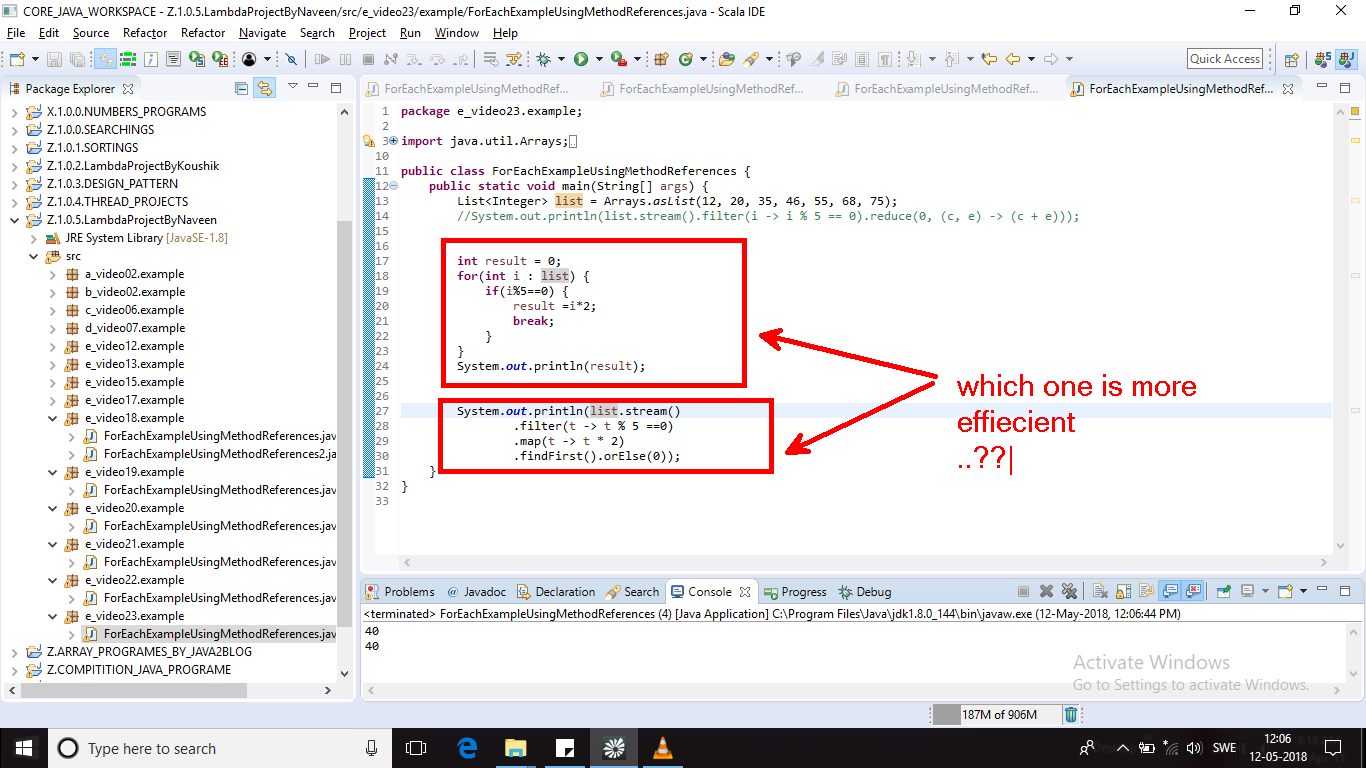 CORE_JAVA_WORKSPACE - Z.1.0.5.LambdaProjectByNaveen/src/e_video23/example/ForEachExampleUsingMethodReferences.java - Scala IDE
File Edit Source Refactor Refactor Navigate Search Project Run Window Help
Quick Access
Package Explorer
X.1.0.0.NUMBERS_PROGRAMS
Z.1.0.0.SEARCHINGS
Z.1.0.1.SORTINGS
Z.1.0.2.LambdaProjectByKoushik
Z.1.0.3.DESIGN_PATTERN
Z.1.0.4.THREAD_PROJECTS
Z.1.0.5.LambdaProjectByNaveen
JRE System Library [JavaSE-1.8]
src
a_video02.example
b_video02.example
c_video06.example
d_video07.example
e_video12.example
e_video13.example
e_video15.example
e_video17.example
e_video18.example
ForEachExampleUsingMethodReferences.jav
ForEachExampleUsingMethodReferences2.jav
e_video19.example
ForEachExampleUsingMethodReferences.jav
e_video20.example
ForEachExampleUsingMethodReferences.jav
e_video21.example
ForEachExampleUsingMethodReferences.jav
e_video22.example
ForEachExampleUsingMethodReferences.jav
e_video23.example
ForEachExampleUsingMethodReferences.jav
Z.ARRAY_PROGRAMES_BY_JAVA2BLOG
Z.COMPITITION_JAVA_PROGRAME
ForEachExampleUsingMethodRef... ForEachExampleUsingMethodRef... ForEachExampleUsingMethodRef... ForEachExampleUsingMethodRef...
1 package e_video23.example;
2
3 import java.util.Arrays;
10
11 public class ForEachExampleUsingMethodReferences {
12 public static void main(String[] args) {
13 List<Integer> list = Arrays.asList(12, 20, 35, 46, 55, 68, 75);
14 //System.out.println(list.stream().filter(i -> i % 5 == 0).reduce(0, (c, e) -> (c + e)));
15
16
17 int result = 0;
18 for(int i : list) {
19 if(i%5==0) {
20 result =i*2;
21 break;
22 }
23 }
24 System.out.println(result);
25
26
27 System.out.println(list.stream()
28 .filter(t -> t % 5 ==0)
29 .map(t -> t * 2)
30 .findFirst().orElse(0));
31 }
32 }
33
which one is more
effiecient
..??|
Problems Javadoc Declaration Search Console Progress Debug
<terminated> ForEachExampleUsingMethodReferences (4) [Java Application] C:\Program Files\Java\jdk1.8.0_144\bin\javaw.exe (12-May-2018, 12:06:44 PM)
40
40
Activate Windows
Go to Settings to activate Windows.
187M of 906M
Type here to search
SWE
12:06
12-05-2018